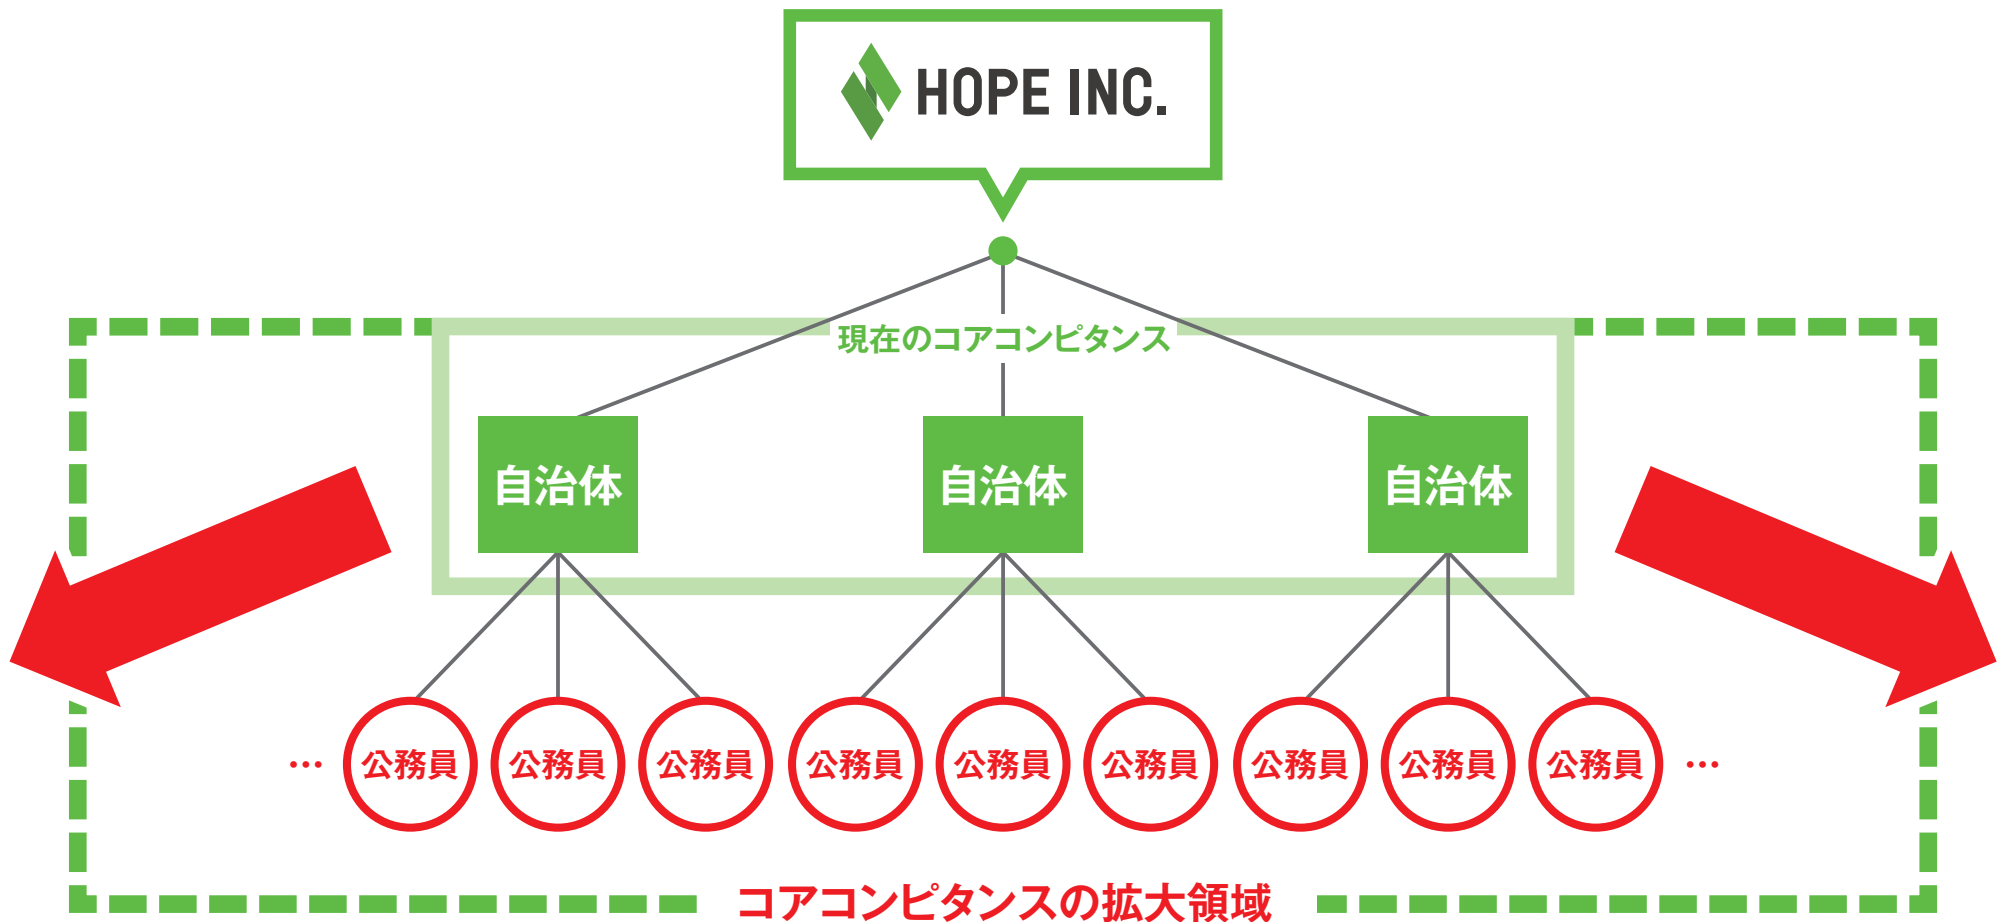 HOPE INC.
現在のコアコンピタンス
自治体 自治体 自治体
… 公務員 公務員 公務員 公務員 公務員 公務員 公務員 公務員 公務員 …
コアコンピタンスの拡大領域